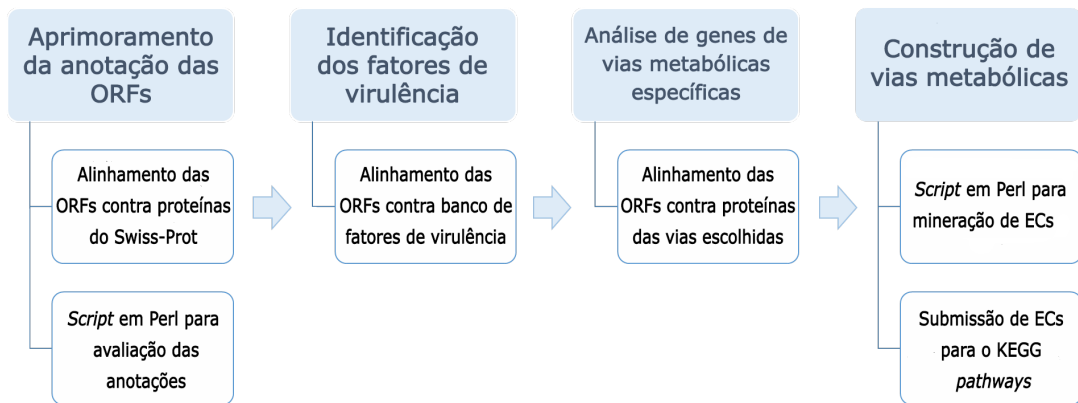 Aprimoramento
da anotação das
ORFs
Alinhamento das
ORFs contra proteínas
do Swiss-Prot
Script em Perl para
avaliação das
anotações
Identificação
dos fatores de
virulência
Alinhamento das
ORFs contra banco de
fatores de virulência
Análise de genes de
vias metabólicas
específicas
Alinhamento das
ORFs contra proteínas
das vias escolhidas
Construção de
vias metabólicas
Script em Perl para
mineração de ECs
Submissão de ECs
para o KEGG
pathways